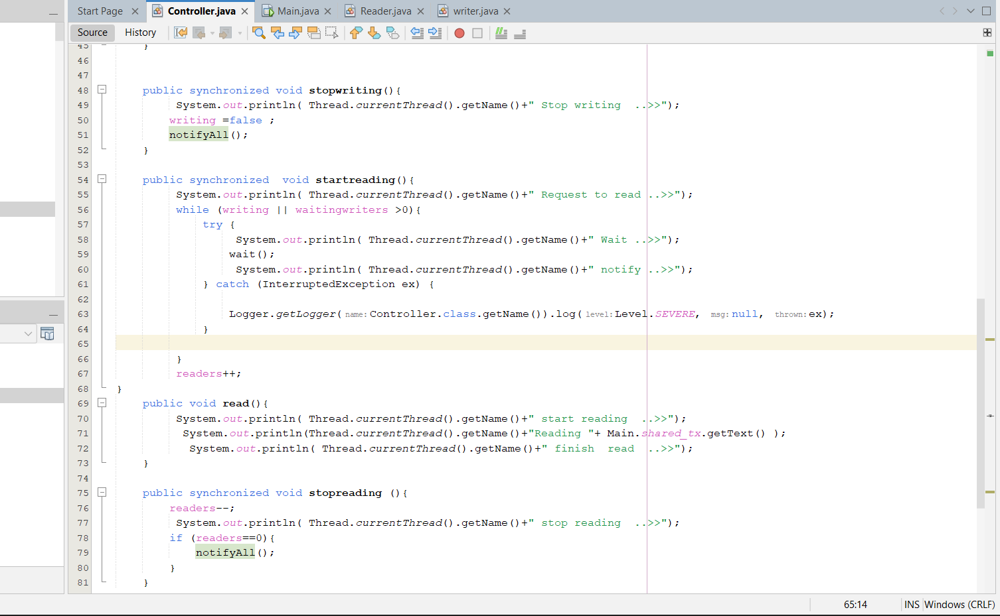 Start Page Controller.java Main.java Reader.java writer.java
Source History
45 }
46
47
48 public synchronized void stopwriting(){
49 System.out.println( Thread.currentThread().getName()+" Stop writing  ..>>");
50 writing =false ;
51 notifyAll();
52 }
53
54 public synchronized  void startreading(){
55 System.out.println( Thread.currentThread().getName()+" Request to read ..>>");
56 while (writing || waitingwriters >0){
57 try {
58 System.out.println( Thread.currentThread().getName()+" Wait ..>>");
59 wait();
60 System.out.println( Thread.currentThread().getName()+" notify ..>>");
61 } catch (InterruptedException ex) {
62
63 Logger.getLogger( name: Controller.class.getName()).log( level: Level.SEVERE,  msg: null,  thrown: ex);
64 }
65
66 }
67 readers++;
68 }
69 public void read(){
70 System.out.println( Thread.currentThread().getName()+" start reading  ..>>");
71 System.out.println(Thread.currentThread().getName()+"Reading "+ Main.shared_tx.getText() );
72 System.out.println( Thread.currentThread().getName()+" finish  read  ..>>");
73 }
74
75 public synchronized void stopreading (){
76 readers--;
77 System.out.println( Thread.currentThread().getName()+" stop reading  ..>>");
78 if (readers==0){
79 notifyAll();
80 }
81 }
65:14 INS Windows (CRLF)